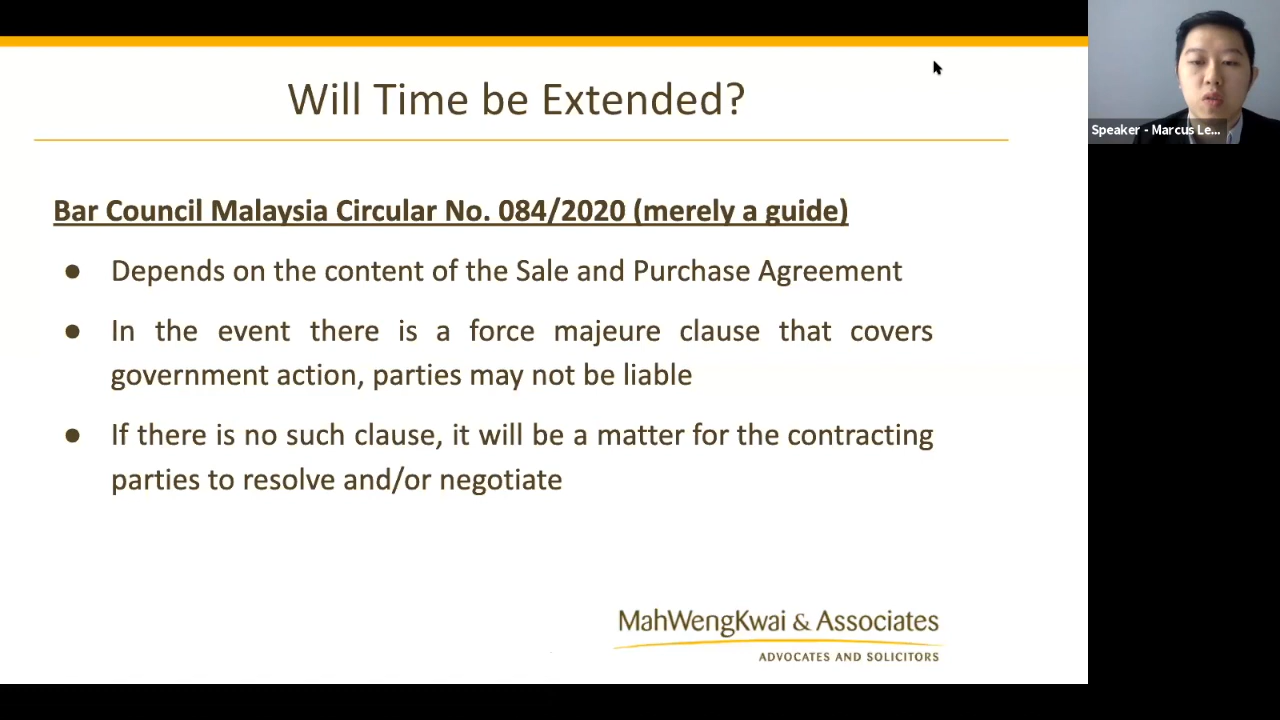 Will Time be Extended?
Speaker - Marcus Le...
Bar Council Malaysia Circular No. 084/2020 (merely a guide)
● Depends on the content of the Sale and Purchase Agreement
● In the event there is a force majeure clause that covers
government action, parties may not be liable
● If there is no such clause, it will be a matter for the contracting
parties to resolve and/or negotiate
MahWengKwai & Associates
ADVOCATES AND SOLICITORS